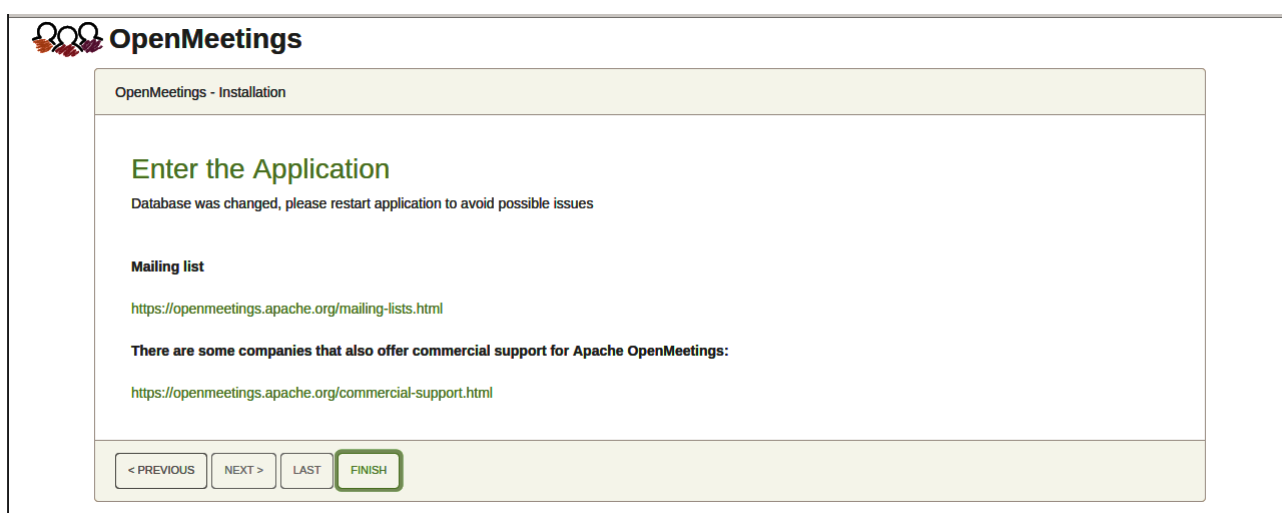 OpenMeetings
OpenMeetings - Installation
Enter the Application
Database was changed, please restart application to avoid possible issues
Mailing list
https://openmeetings.apache.org/mailing-lists.html
There are some companies that also offer commercial support for Apache OpenMeetings:
https://openmeetings.apache.org/commercial-support.html
< PREVIOUS NEXT > LAST FINISH